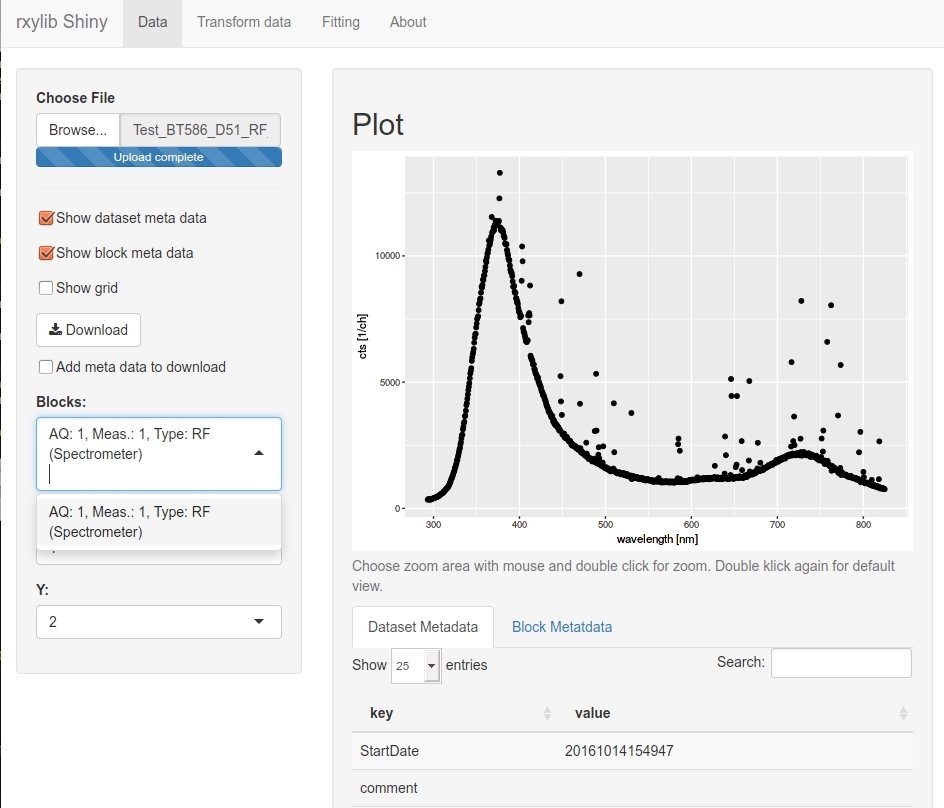 rxylib Shiny Data Transform data Fitting About
Choose File
Browse... Test_BT586_D51_RF_
Upload complete
Show dataset meta data
Show block meta data
Show grid
Download
Add meta data to download
Blocks:
AQ: 1, Meas.: 1, Type: RF
(Spectrometer)
AQ: 1, Meas.: 1, Type: RF
(Spectrometer)
Y:
2
Plot
cts [1/ch]
10000
5000
0
300 400 500 600 700 800
wavelength [nm]
Choose zoom area with mouse and double click for zoom. Double klick again for default
view.
Dataset Metadata Block Metatdata
Show 25 entries Search:
key value
StartDate 20161014154947
comment